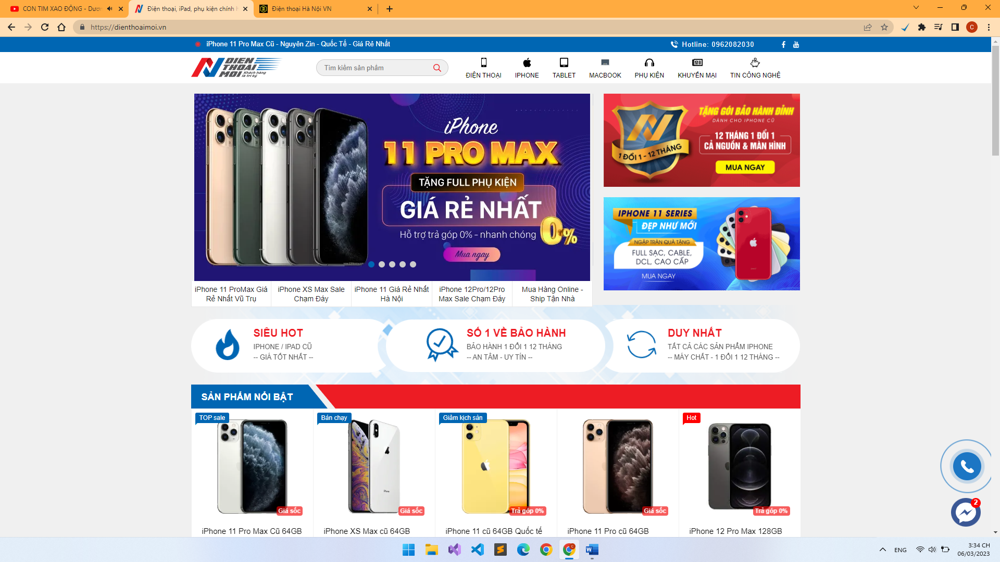 CON TIM XAO ĐỘNG - Dươn
Điện thoại, iPad, phụ kiện chính h
Điện thoại Hà Nội VN
https://dienthoaimoi.vn
C
iPhone 11 Pro Max Cũ - Nguyên Zin - Quốc Tế - Giá Rẻ Nhất
Hotline: 0962082030
ĐIỆN THOẠI MỚI
Khách hàng là tri kỷ
Tìm kiếm sản phẩm
ĐIỆN THOẠI
IPHONE
TABLET
MACBOOK
PHỤ KIỆN
KHUYẾN MẠI
TIN CÔNG NGHỆ
iPhone
11 PRO MAX
TẶNG FULL PHỤ KIỆN
GIÁ RẺ NHẤT
Hỗ trợ trả góp 0% - nhanh chóng
0%
Mua ngay
TẶNG GÓI BẢO HÀNH ĐỈNH
DÀNH CHO IPHONE CŨ
12 THÁNG 1 ĐỔI 1
CẢ NGUỒN & MÀN HÌNH
1 ĐỔI 1 - 12 THÁNG
MUA NGAY
IPHONE 11 SERIES
ĐẸP NHƯ MỚI
NGẬP TRÀN QUÀ TẶNG
FULL SẠC, CABLE,
DCL, CAO CẤP
MUA NGAY
iPhone 11 ProMax Giá
Rẻ Nhất Vũ Trụ
iPhone XS Max Sale
Chạm Đáy
iPhone 11 Giá Rẻ Nhất
Hà Nội
iPhone 12Pro/12Pro
Max Sale Chạm Đáy
Mua Hàng Online -
Ship Tận Nhà
SIÊU HOT
IPHONE / IPAD CŨ
-- GIÁ TỐT NHẤT --
SỐ 1 VỀ BẢO HÀNH
BẢO HÀNH 1 ĐỔI 1 12 THÁNG
-- AN TÂM - UY TÍN --
DUY NHẤT
TẤT CẢ CÁC SẢN PHẨM IPHONE
-- MÁY CHẤT - 1 ĐỔI 1 12 THÁNG --
SẢN PHẨM NỔI BẬT
TOP sale
Bán chạy
Giảm kịch sàn
Hot
Giá sốc
Giá sốc
Trả góp 0%
Giá sốc
Trả góp 0%
2
iPhone 11 Pro Max Cũ 64GB
iPhone XS Max cũ 64GB
iPhone 11 cũ 64GB Quốc tế
iPhone 11 Pro cũ 64GB
iPhone 12 Pro Max 128GB
ENG
3:34 CH
06/03/2023